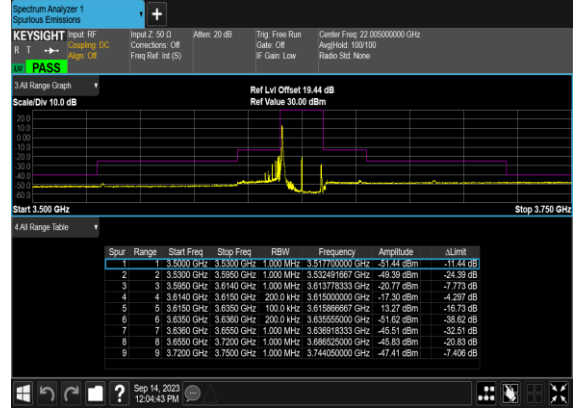 Spectrum Analyzer 1
Spurious Emissions
KEYSIGHT Input: RF Input Z: 50 Ω Atten: 20 dB Trig: Free Run Center Freq: 22.005000000 GHz
R T Coupling: DC Corrections: Off Gate: Off Avg|Hold: 100/100
Align: Off Freq Ref: Int (S) IF Gain: Low Radio Std: None
PASS
3 All Range Graph
Ref Lvl Offset 19.44 dB
Scale/Div 10.0 dB Ref Value 30.00 dBm
20.0
10.0
0.00
-10.0
-20.0
-30.0
-40.0
-50.0
-60.0
Start 3.500 GHz Stop 3.750 GHz
4 All Range Table
Spur Range Start Freq Stop Freq RBW Frequency Amplitude ΔLimit
1 1 3.5000 GHz 3.5300 GHz 1.000 MHz 3.517700000 GHz -51.44 dBm -11.44 dB
2 2 3.5300 GHz 3.5950 GHz 1.000 MHz 3.532491667 GHz -49.39 dBm -24.39 dB
3 3 3.5950 GHz 3.6140 GHz 1.000 MHz 3.613778333 GHz -20.77 dBm -7.773 dB
4 4 3.6140 GHz 3.6150 GHz 200.0 kHz 3.615000000 GHz -17.30 dBm -4.297 dB
5 5 3.6150 GHz 3.6350 GHz 100.0 kHz 3.615866667 GHz 13.27 dBm -16.73 dB
6 6 3.6350 GHz 3.6360 GHz 200.0 kHz 3.635555000 GHz -51.62 dBm -38.62 dB
7 7 3.6360 GHz 3.6550 GHz 1.000 MHz 3.636918333 GHz -45.51 dBm -32.51 dB
8 8 3.6550 GHz 3.7200 GHz 1.000 MHz 3.686525000 GHz -45.83 dBm -20.83 dB
9 9 3.7200 GHz 3.7500 GHz 1.000 MHz 3.744050000 GHz -47.41 dBm -7.406 dB
Sep 14, 2023
12:04:43 PM